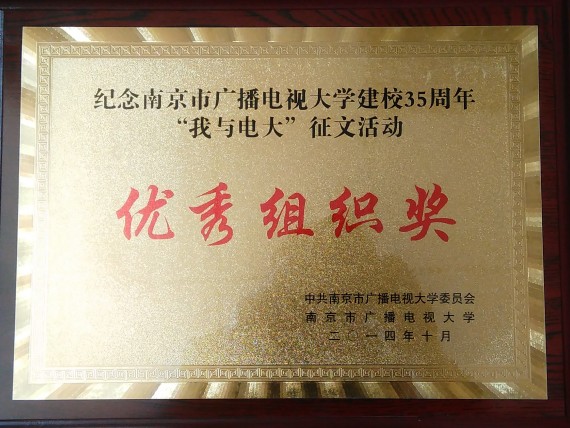 纪念南京市广播电视大学建校35周年
“我与电大”征文活动
优秀组织奖
中共南京市广播电视大学委员会
南京市广播电视大学
二〇一四年十月